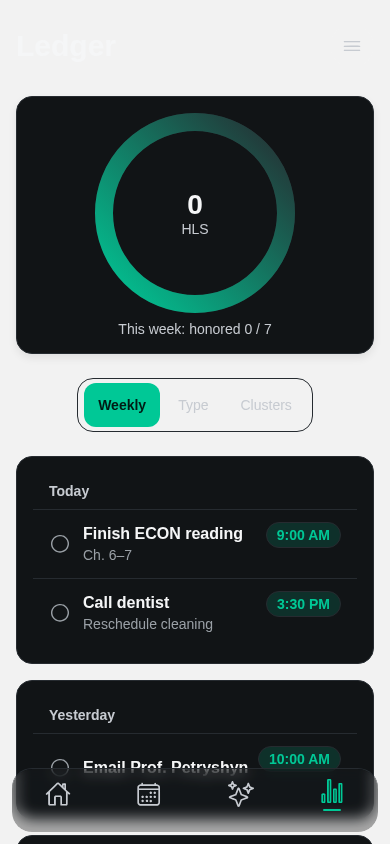 Ledger
0
HLS
This week: honored 0 / 7
Weekly Type Clusters
Today
Finish ECON reading 9:00 AM
Ch. 6–7
Call dentist 3:30 PM
Reschedule cleaning
Yesterday
Email Prof. Petryshyn 10:00 AM